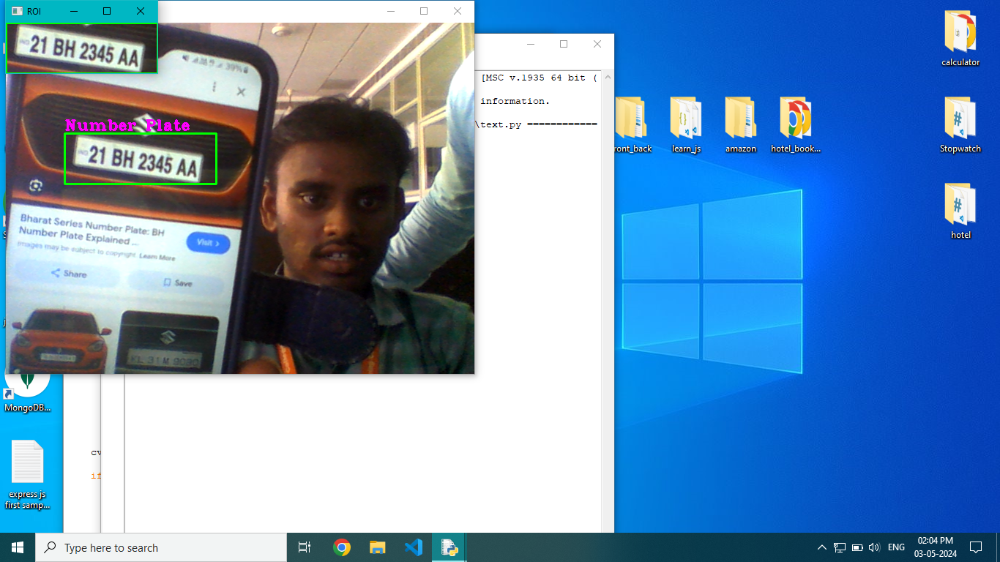 ROI
IND 21 BH 2345 AA
39%
Number Plate
IND 21 BH 2345 AA
Bharat Series Number Plate: BH
Number Plate Explained ...
Visit >
Images may be subject to copyright. Learn More
Share
Save
KL 31 M 9090
[MSC v.1935 64 bit (
information.
\text.py ============
cv
if
calculator
ront_back
learn_js
amazon
hotel_book...
Stopwatch
hotel
MongoDB...
express js
first samp...
Type here to search
ENG
02:04 PM
03-05-2024